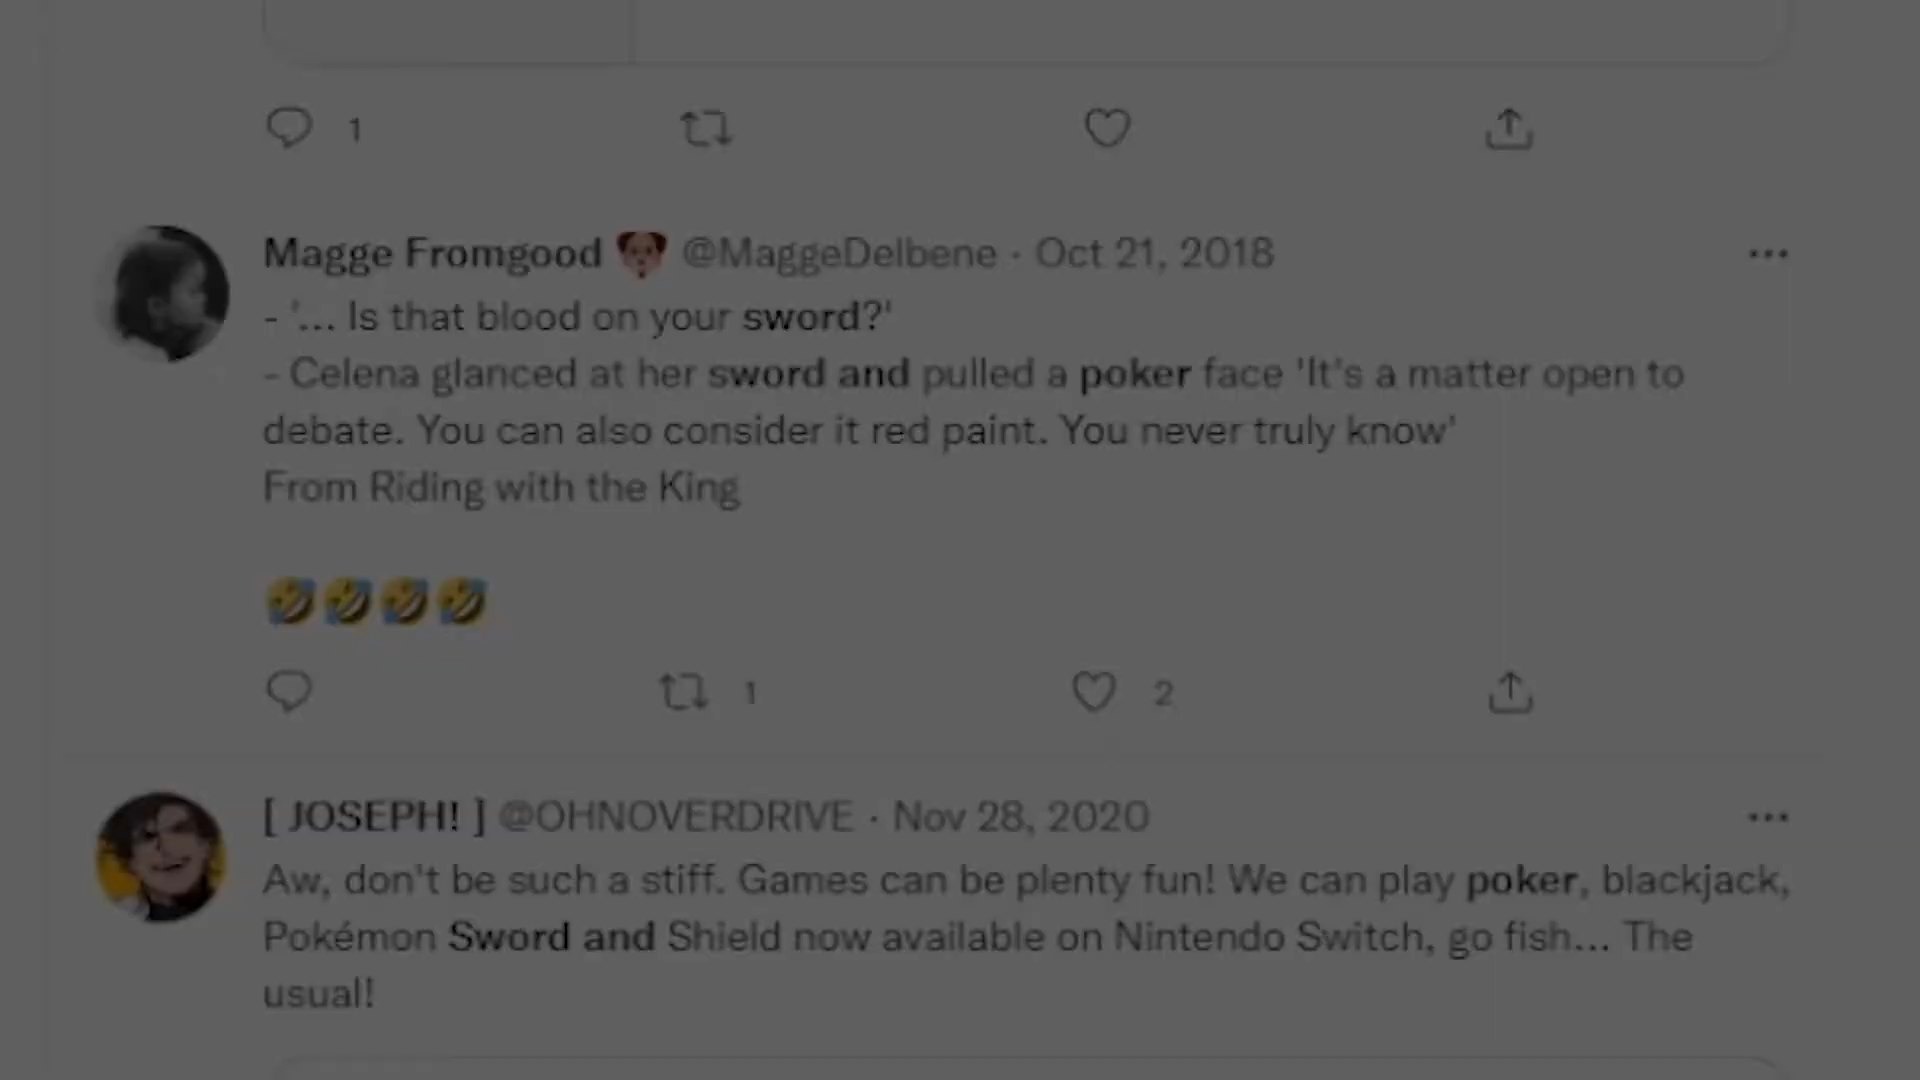 1
Magge Fromgood @MaggeDelbene · Oct 21, 2018
- '... Is that blood on your sword?'
- Celena glanced at her sword and pulled a poker face 'It's a matter open to
debate. You can also consider it red paint. You never truly know'
From Riding with the King
🤣🤣🤣🤣
1 2
[ JOSEPH! ] @OHNOVERDRIVE · Nov 28, 2020
Aw, don't be such a stiff. Games can be plenty fun! We can play poker, blackjack,
Pokémon Sword and Shield now available on Nintendo Switch, go fish... The
usual!